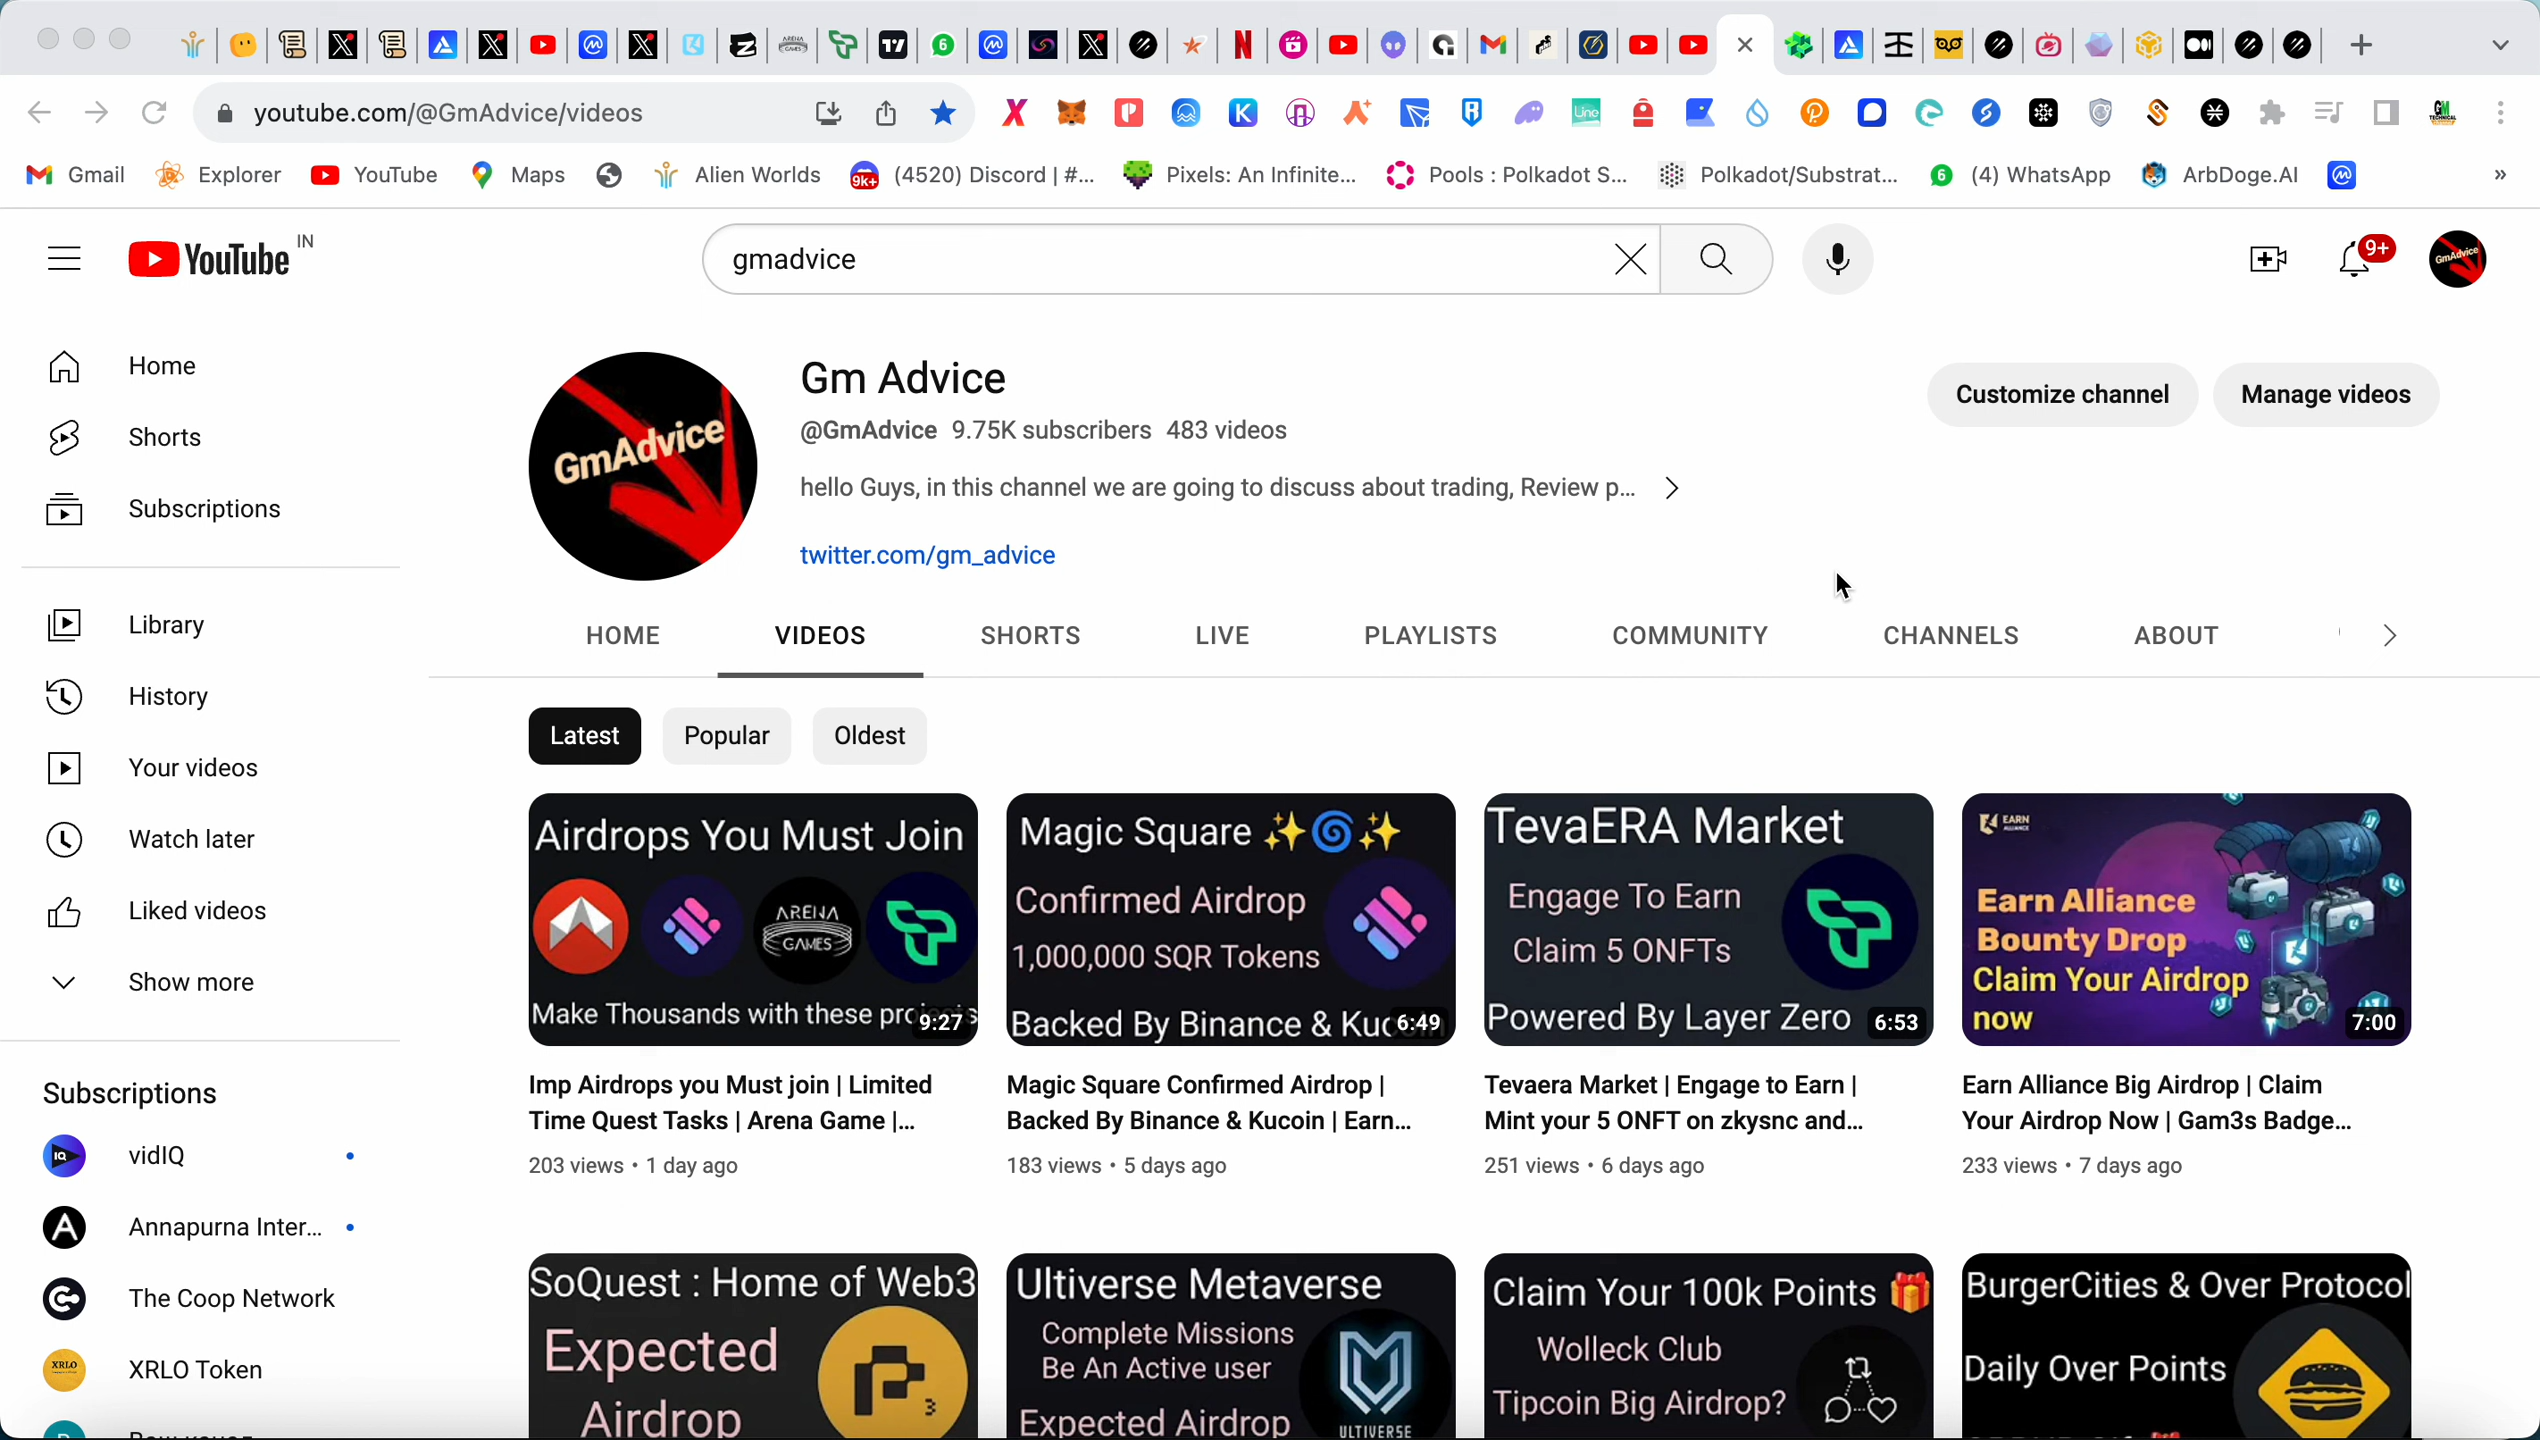 youtube.com/@GmAdvice/videos
Gmail
Explorer
YouTube
Maps
Alien Worlds
9k+
(4520) Discord | #...
Pixels: An Infinite...
Pools : Polkadot S...
Polkadot/Substrat...
6
(4) WhatsApp
ArbDoge.AI
»
YouTube IN
gmadvice
9+
GmAdvice
Home
Shorts
Subscriptions
Library
History
Your videos
Watch later
Liked videos
Show more
Subscriptions
vidIQ
Annapurna Inter...
The Coop Network
XRLO
XRLO Token
GmAdvice
Gm Advice
@GmAdvice 9.75K subscribers 483 videos
hello Guys, in this channel we are going to discuss about trading, Review p...
twitter.com/gm_advice
Customize channel
Manage videos
HOME VIDEOS SHORTS LIVE PLAYLISTS COMMUNITY CHANNELS ABOUT
Latest Popular Oldest
Airdrops You Must Join
ARENA
GAMES
Make Thousands with these projects
9:27
Imp Airdrops you Must join | Limited
Time Quest Tasks | Arena Game |...
203 views • 1 day ago
Magic Square ✨🌀✨
Confirmed Airdrop
1,000,000 SQR Tokens
Backed By Binance & Kucoin
6:49
Magic Square Confirmed Airdrop |
Backed By Binance & Kucoin | Earn...
183 views • 5 days ago
TevaERA Market
Engage To Earn
Claim 5 ONFTs
Powered By Layer Zero
6:53
Tevaera Market | Engage to Earn |
Mint your 5 ONFT on zkysnc and...
251 views • 6 days ago
EARN
ALLIANCE
Earn Alliance
Bounty Drop
Claim Your Airdrop
now
7:00
Earn Alliance Big Airdrop | Claim
Your Airdrop Now | Gam3s Badge...
233 views • 7 days ago
SoQuest : Home of Web3
Expected
Airdrop
Ultiverse Metaverse
Complete Missions
Be An Active user
Expected Airdrop
ULTIVERSE
Claim Your 100k Points 🎁
Wolleck Club
Tipcoin Big Airdrop?
BurgerCities & Over Protocol
Daily Over Points